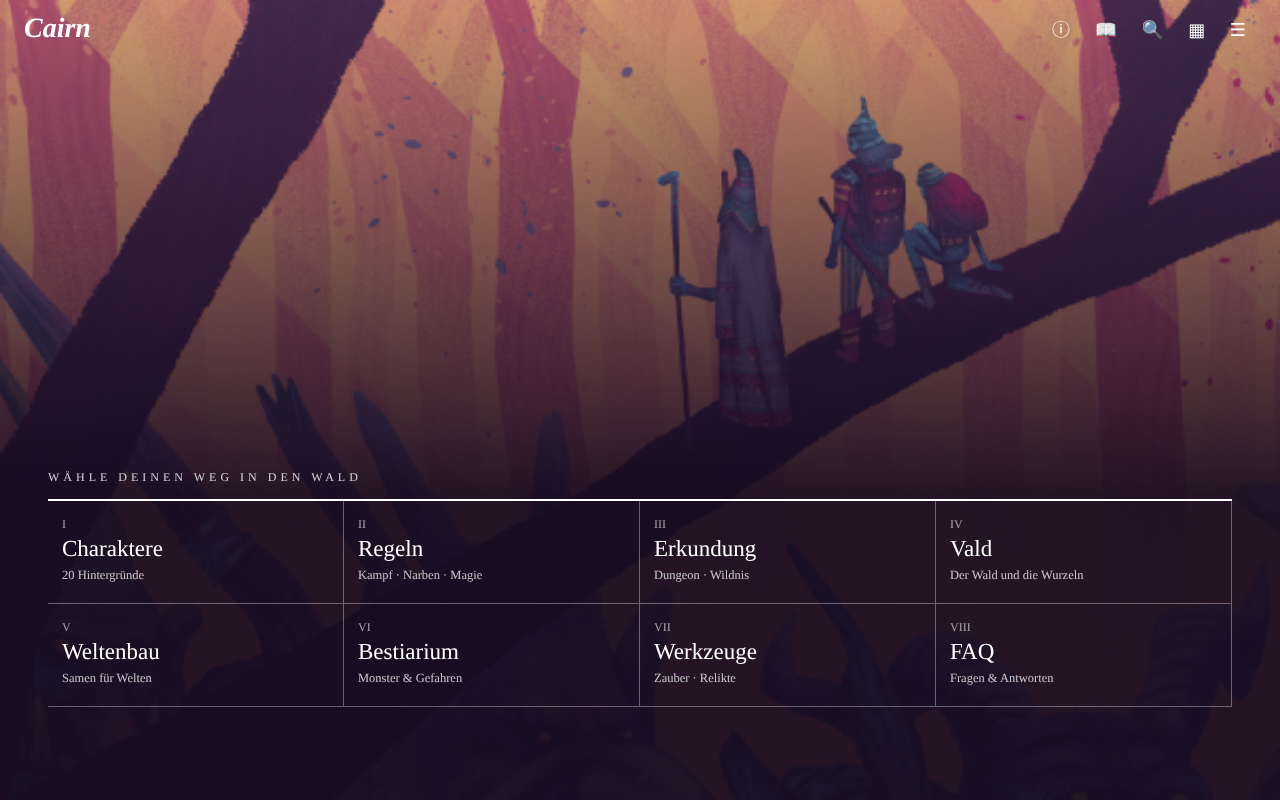 Cairn
WÄHLE DEINEN WEG IN DEN WALD
I
Charaktere
20 Hintergründe
II
Regeln
Kampf · Narben · Magie
III
Erkundung
Dungeon · Wildnis
IV
Vald
Der Wald und die Wurzeln
V
Weltenbau
Samen für Welten
VI
Bestiarium
Monster & Gefahren
VII
Werkzeuge
Zauber · Relikte
VIII
FAQ
Fragen & Antworten